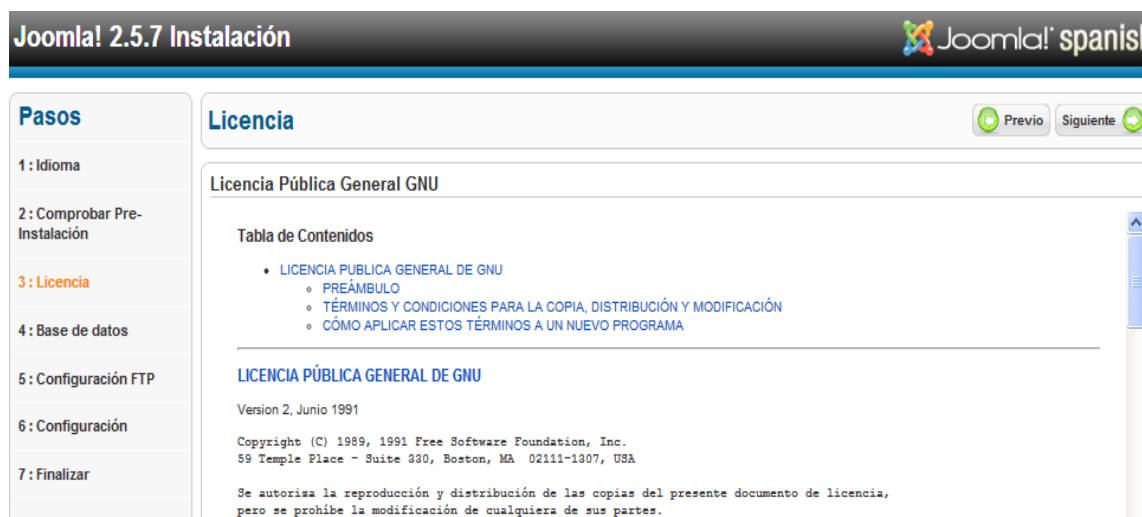 Joomla! 2.5.7 Instalación
Joomla! spanish
Pasos
1 : Idioma
2 : Comprobar Pre-
Instalación
3 : Licencia
4 : Base de datos
5 : Configuración FTP
6 : Configuración
7 : Finalizar
Licencia
Previo
Siguiente
Licencia Pública General GNU
Tabla de Contenidos
LICENCIA PUBLICA GENERAL DE GNU
PREÁMBULO
TÉRMINOS Y CONDICIONES PARA LA COPIA, DISTRIBUCIÓN Y MODIFICACIÓN
CÓMO APLICAR ESTOS TÉRMINOS A UN NUEVO PROGRAMA
LICENCIA PÚBLICA GENERAL DE GNU
Version 2, Junio 1991
Copyright (C) 1989, 1991 Free Software Foundation, Inc.
59 Temple Place - Suite 330, Boston, MA 02111-1307, USA
Se autoriza la reproducción y distribución de las copias del presente documento de licencia,
pero se prohíbe la modificación de cualquiera de sus partes.